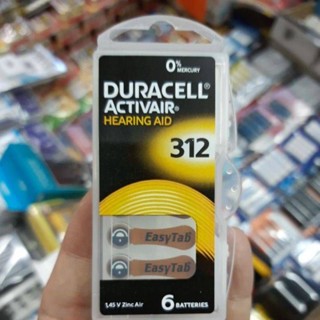 0% MERCURY
DURACELL®
ACTIVAIR®
HEARING AID
312
EasyTab
EasyTab
1,45 V Zinc Air
6 BATTERIES